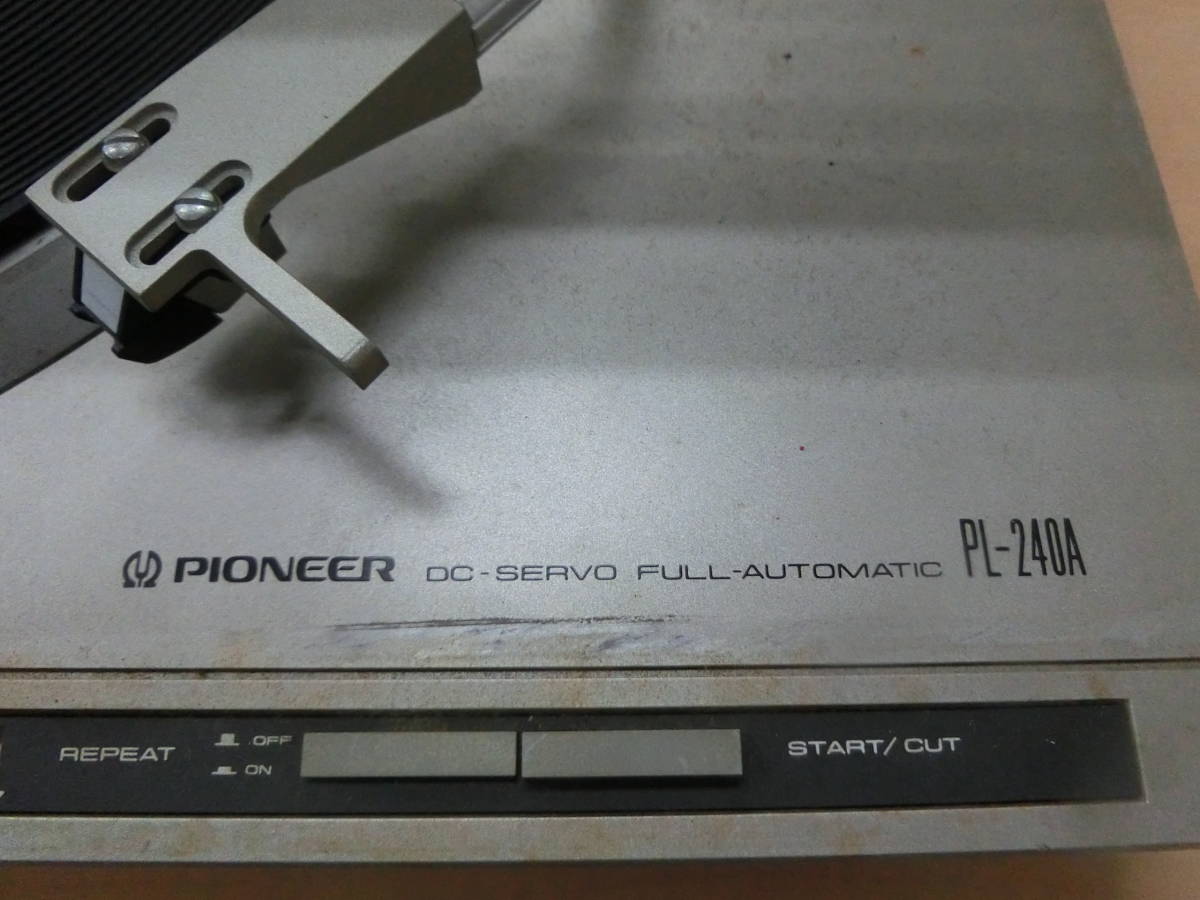 PIONEER DC-SERVO FULL-AUTOMATIC PL-240A
REPEAT OFF START/CUT
ON